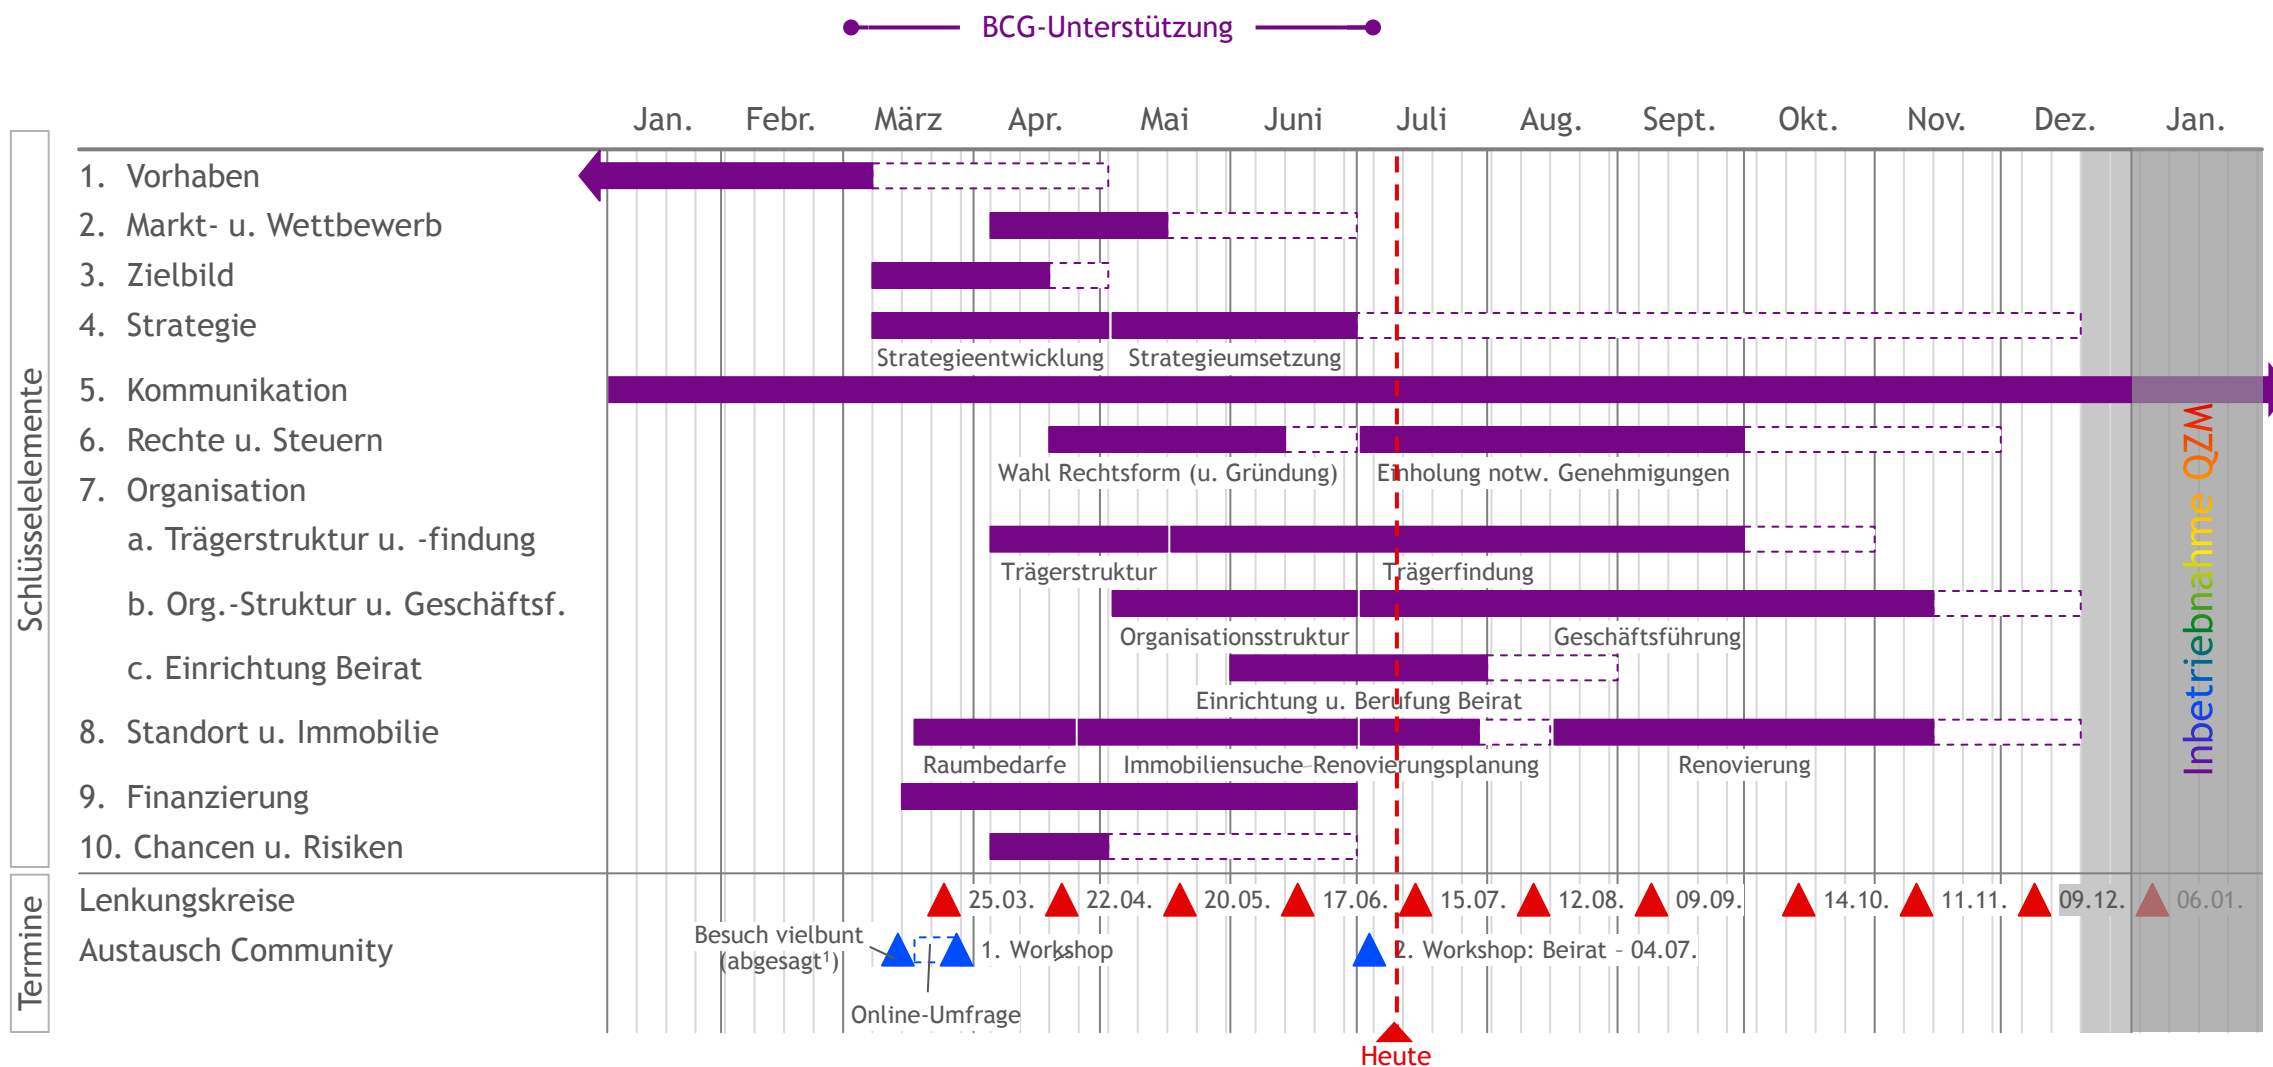 BCG-Unterstützung
Jan. Febr. März Apr. Mai Juni Juli Aug. Sept. Okt. Nov. Dez. Jan.
Schlüsselelemente
1. Vorhaben
2. Markt- u. Wettbewerb
3. Zielbild
4. Strategie
Strategieentwicklung Strategieumsetzung
5. Kommunikation
6. Rechte u. Steuern
Wahl Rechtsform (u. Gründung) Einholung notw. Genehmigungen
7. Organisation
a. Trägerstruktur u. -findung
Trägerstruktur Trägerfindung
b. Org.-Struktur u. Geschäftsf.
Organisationsstruktur Geschäftsführung
c. Einrichtung Beirat
Einrichtung u. Berufung Beirat
8. Standort u. Immobilie
Raumbedarfe Immobiliensuche Renovierungsplanung Renovierung
9. Finanzierung
10. Chancen u. Risiken
Inbetriebnahme QZM
Termine
Lenkungskreise 25.03. 22.04. 20.05. 17.06. 15.07. 12.08. 09.09. 14.10. 11.11. 09.12. 06.01.
Austausch Community
Besuch vielbunt
(abgesagt¹)
1. Workshop
2. Workshop: Beirat – 04.07.
Online-Umfrage
Heute